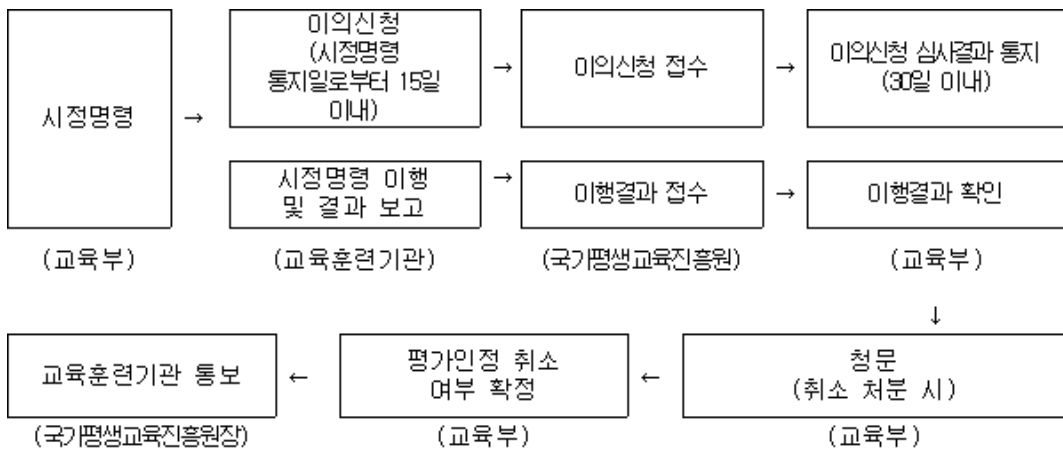 시정명령
→
이의신청
(시정명령
통지일로부터 15일
이내)
→
이의신청 접수
→
이의신청 심사결과 통지
(30일 이내)
시정명령 이행
및 결과 보고
→
이행결과 접수
→
이행결과 확인
(교육부)
(교육훈련기관)
(국가평생교육진흥원)
(교육부)
↓
교육훈련기관 통보
←
평가인정 취소
여부 확정
←
청문
(취소 처분 시)
(국가평생교육진흥원장)
(교육부)
(교육부)